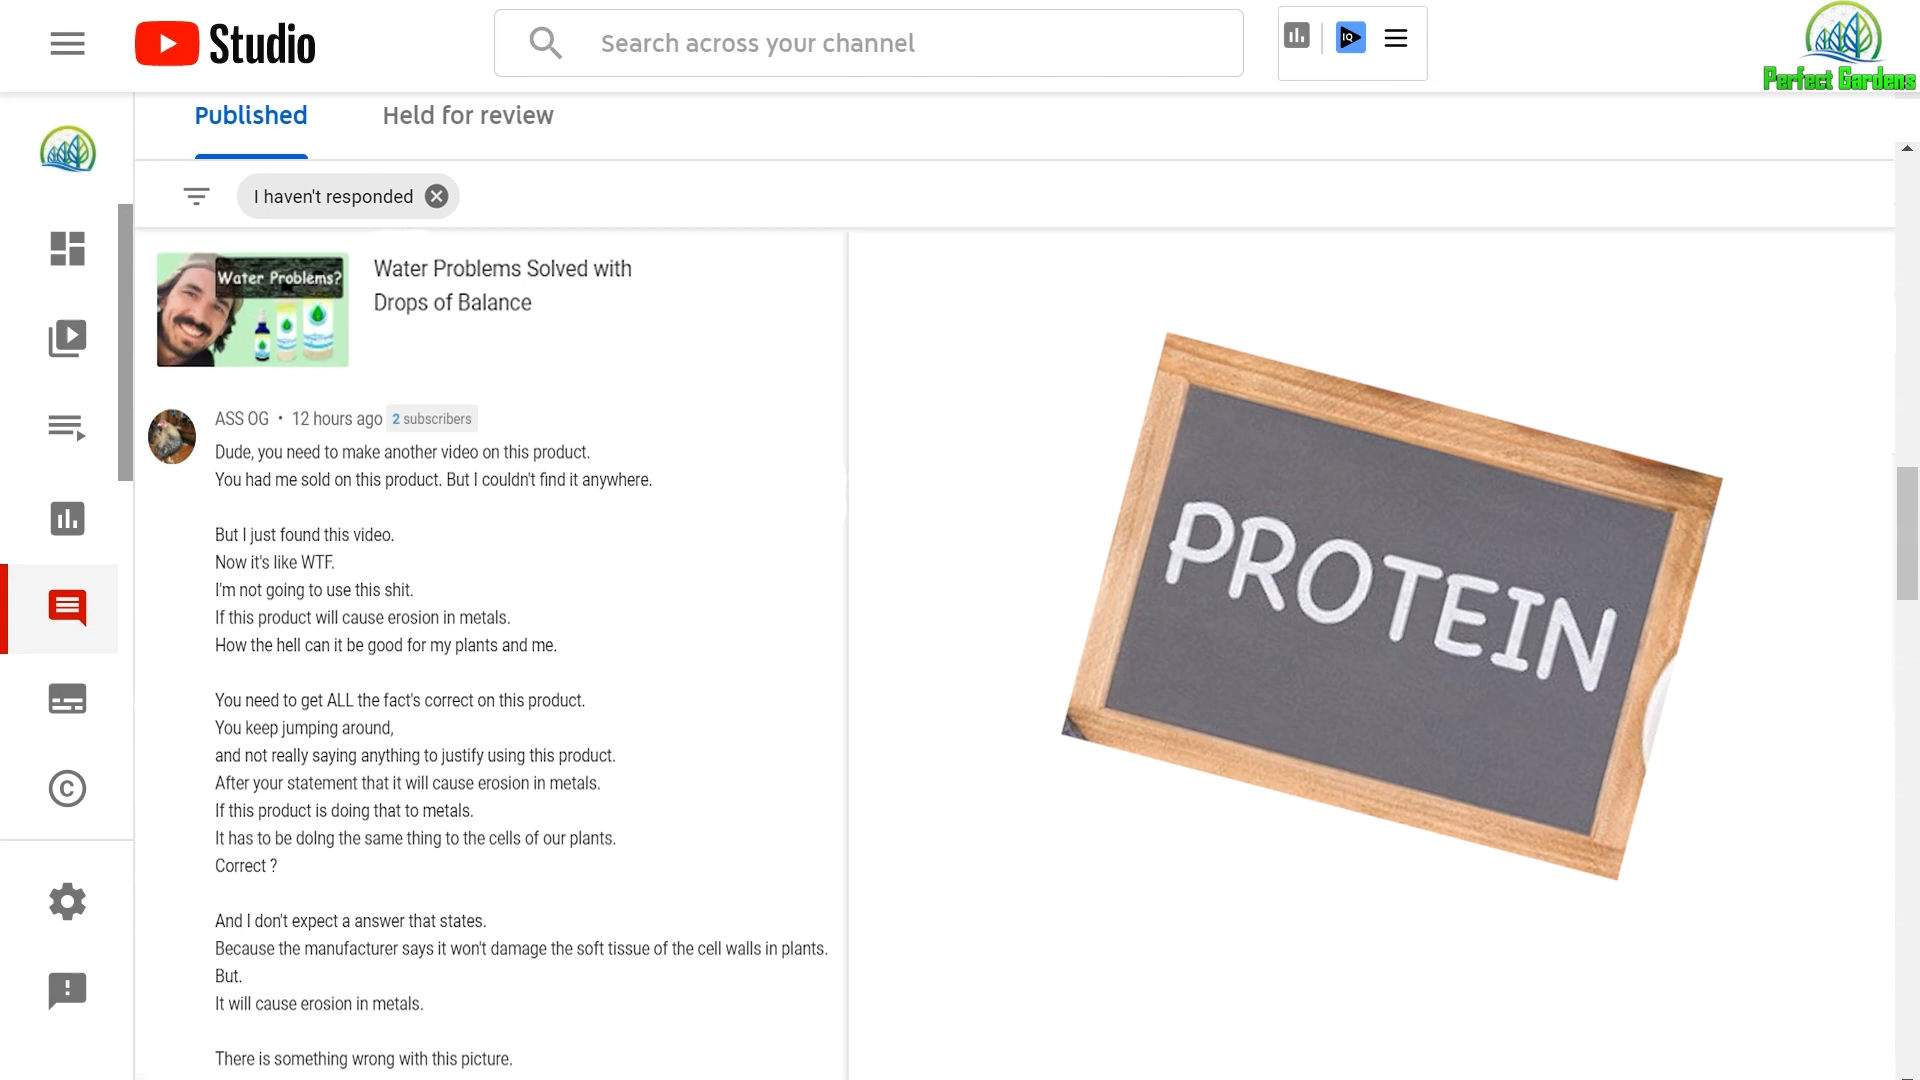 Studio
Search across your channel
IQ
Perfect Gardens
Published
Held for review
I haven't responded
Water Problems?
Water Problems Solved with
Drops of Balance
ASS OG • 12 hours ago 2 subscribers
Dude, you need to make another video on this product.
You had me sold on this product. But I couldn't find it anywhere.
But I just found this video.
Now it's like WTF.
I'm not going to use this shit.
If this product will cause erosion in metals.
How the hell can it be good for my plants and me.
You need to get ALL the fact's correct on this product.
You keep jumping around,
and not really saying anything to justify using this product.
After your statement that it will cause erosion in metals.
If this product is doing that to metals.
It has to be doIng the same thing to the cells of our plants.
Correct ?
And I don't expect a answer that states.
Because the manufacturer says it won't damage the soft tissue of the cell walls in plants.
But.
It will cause erosion in metals.
There is something wrong with this picture.
PROTEIN